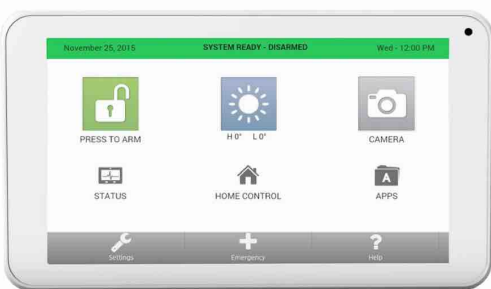 November 25, 2015
SYSTEM READY - DISARMED
Wed - 12:00 PM
PRESS TO ARM
H 0° L 0°
CAMERA
STATUS
HOME CONTROL
A
APPS
Settings
Emergency
?
Help